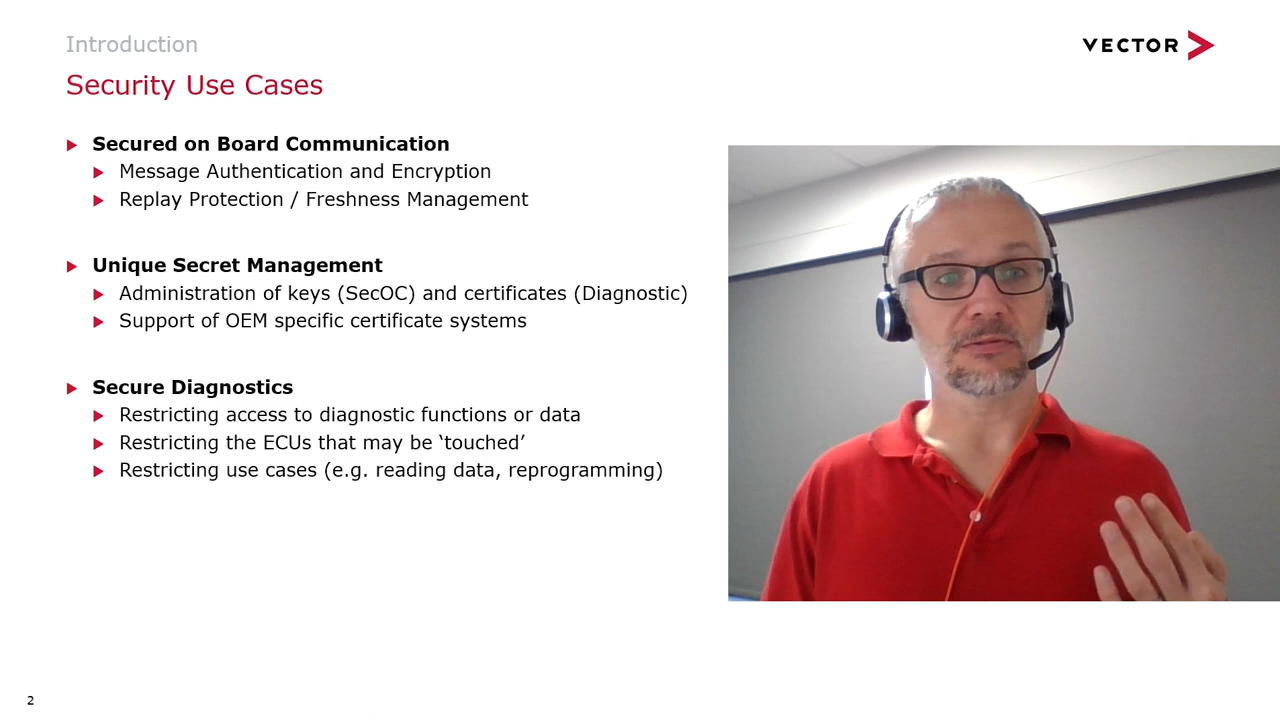 Introduction
VECTOR
Security Use Cases
Secured on Board Communication
Message Authentication and Encryption
Replay Protection / Freshness Management
Unique Secret Management
Administration of keys (SecOC) and certificates (Diagnostic)
Support of OEM specific certificate systems
Secure Diagnostics
Restricting access to diagnostic functions or data
Restricting the ECUs that may be ‘touched’
Restricting use cases (e.g. reading data, reprogramming)
2